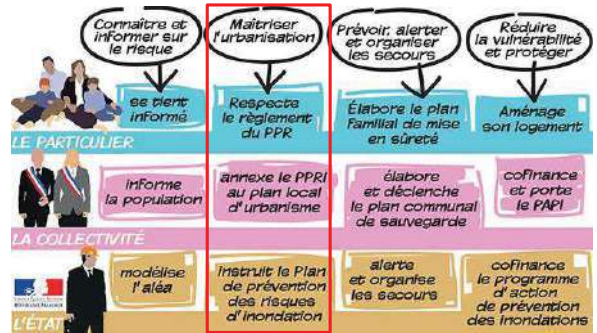 Connaître et
informer sur
le risque
Maîtriser
l'urbanisation
Prévoir, alerter
et organiser
les secours
Réduire
la vulnérabilité
et protéger
se tient
informé
Respecte
le règlement
du PPR
Élabore le plan
Familial de mise
en sûreté
Aménage
son logement
LE PARTICULIER
informe
la population
annexe le PPRI
au plan local
d'urbanisme
élabore
et déclenche
le plan communal
de sauvegarde
cofinance
et porte
le PAPI
LA COLLECTIVITÉ
modélise
l'aléa
instruit le Plan
de prévention
des risques
d'inondation
alerte
et organise
les secours
cofinance
le programme
d'action
de prévention
des inondations
L'ÉTAT